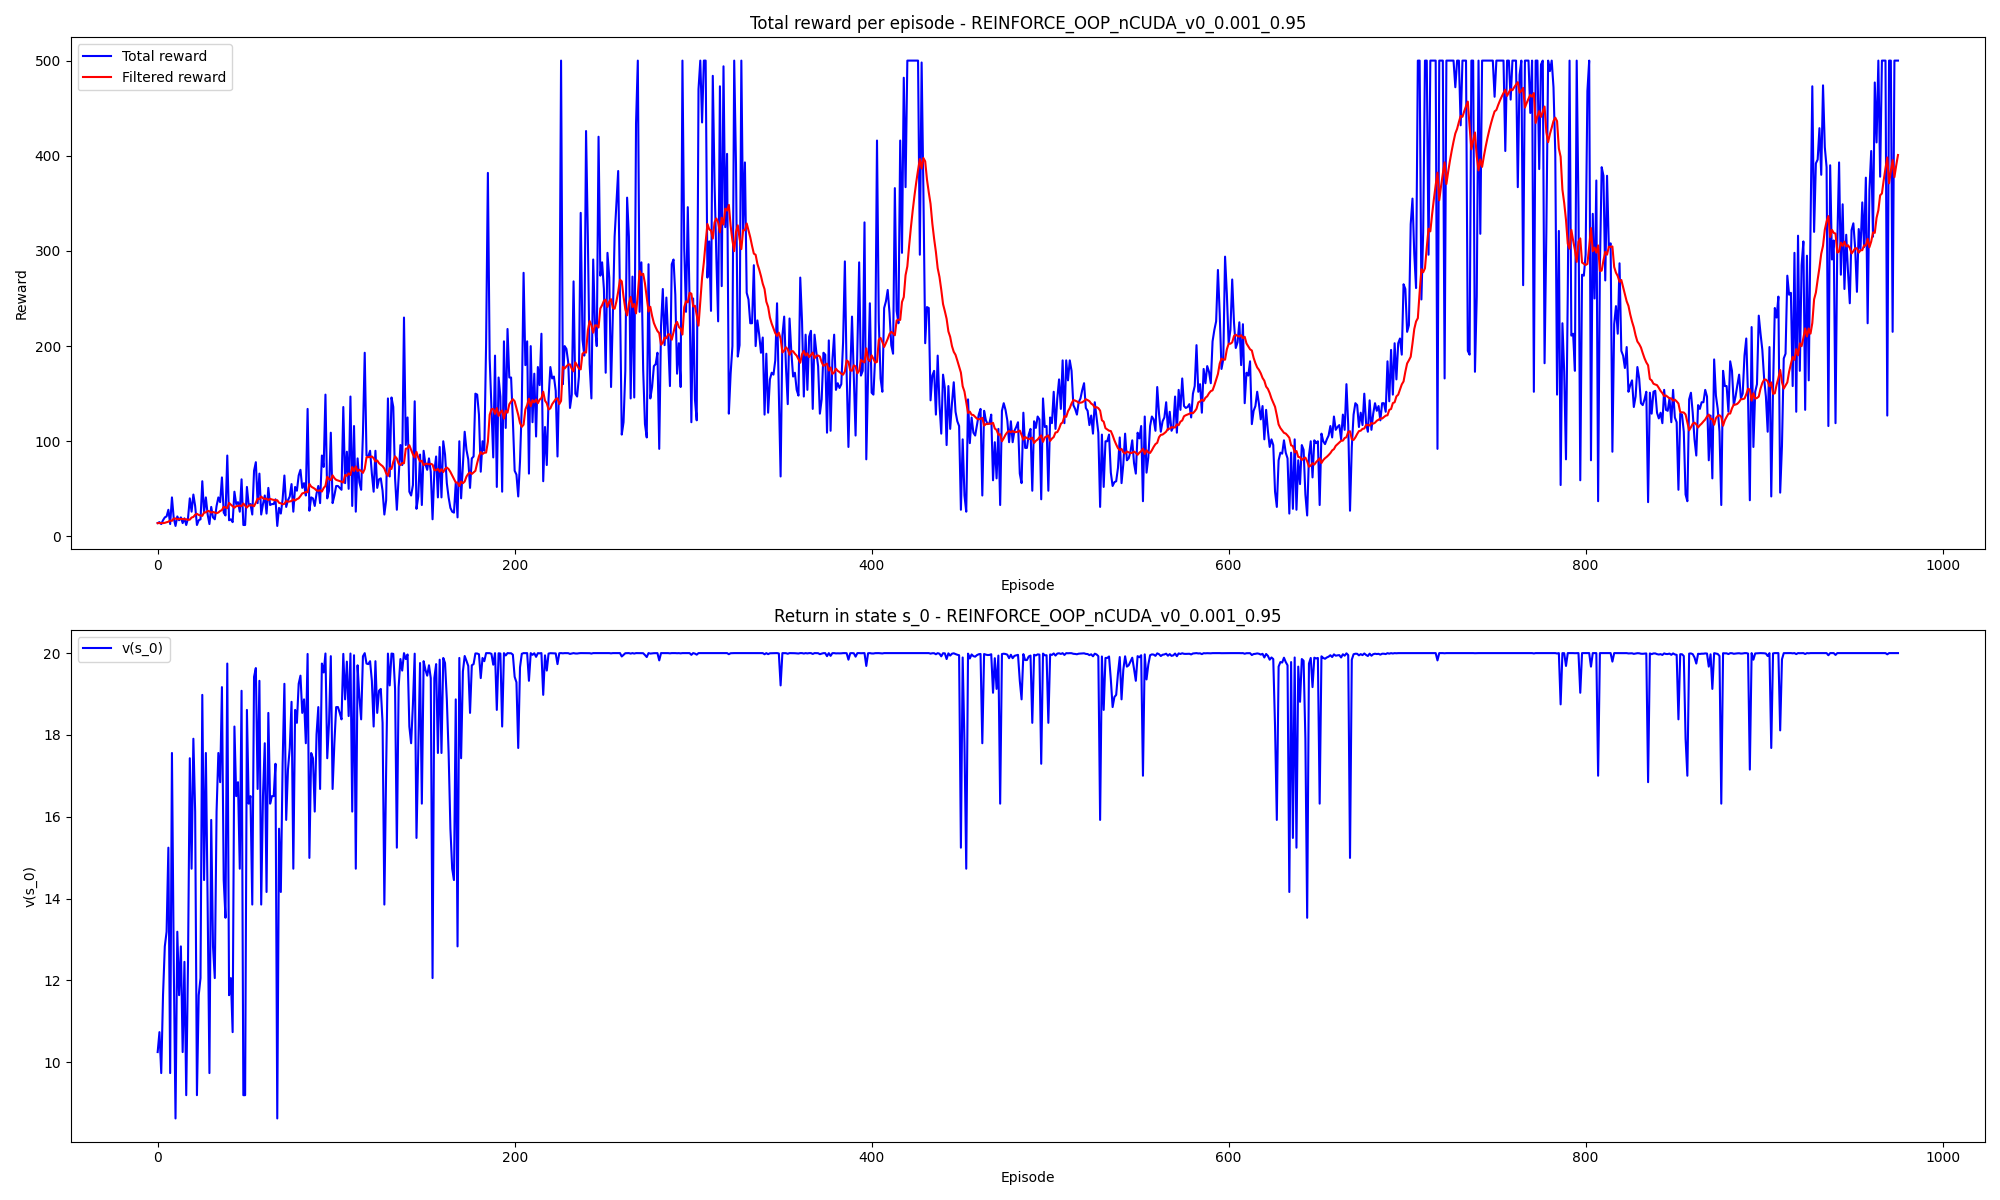 Total reward per episode - REINFORCE_OOP_nCUDA_v0_0.001_0.95
Total reward
Filtered reward
500
400
300
200
100
0
Reward
0 200 400 600 800 1000
Episode
Return in state s_0 - REINFORCE_OOP_nCUDA_v0_0.001_0.95
v(s_0)
20
18
16
14
12
10
v(s_0)
0 200 400 600 800 1000
Episode